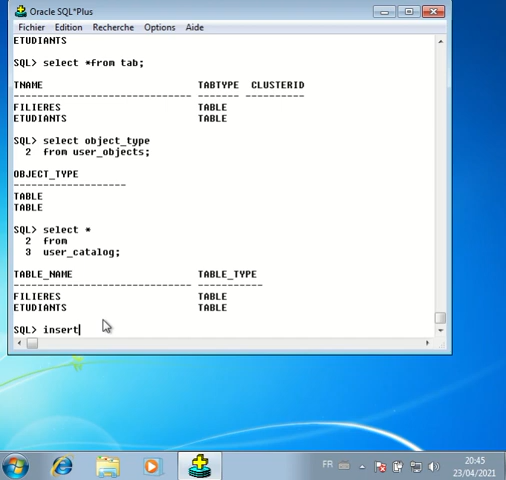 Oracle SQL*Plus
Fichier Edition Recherche Options Aide
ETUDIANTS
SQL> select *from tab;
TNAME TABTYPE CLUSTERID
------------------------------ ------- ----------
FILIERES TABLE
ETUDIANTS TABLE
SQL> select object_type
2 from user_objects;
OBJECT_TYPE
-------------------
TABLE
TABLE
SQL> select *
2 from
3 user_catalog;
TABLE_NAME TABLE_TYPE
------------------------------ -----------
FILIERES TABLE
ETUDIANTS TABLE
SQL> insert
FR
20:45
23/04/2021